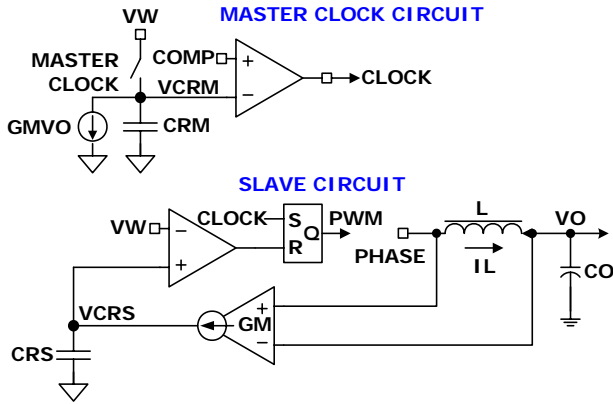 MASTER CLOCK CIRCUIT
VW
MASTER
CLOCK
COMP
+
−
CLOCK
VCRM
GMVO
CRM
SLAVE CIRCUIT
VW
−
+
CLOCK
S
R
Q
PWM
PHASE
L
IL
VO
CO
VCRS
GM
+
−
CRS